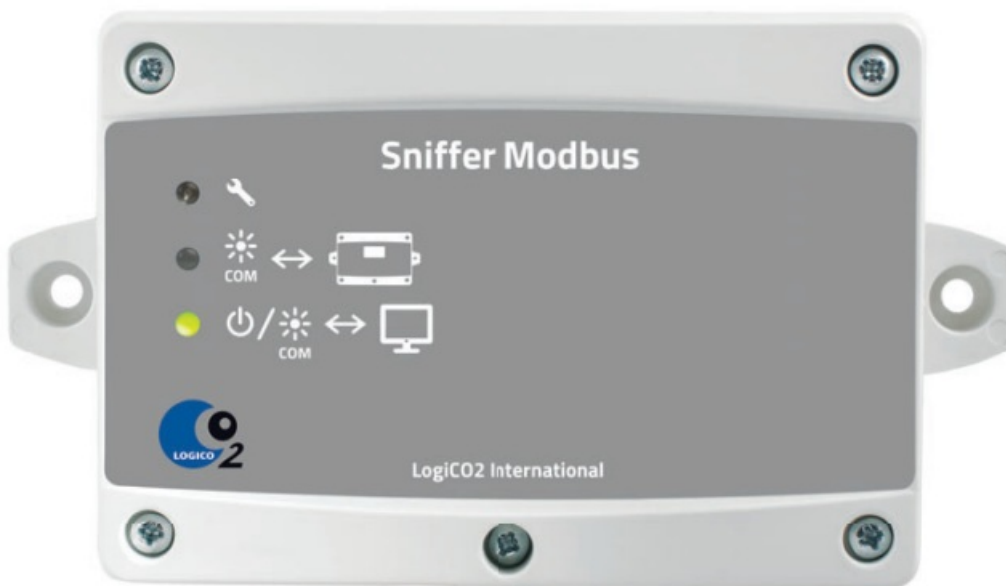 Sniffer Modbus
COM
COM
LOGICO
2
LogiCO2 International